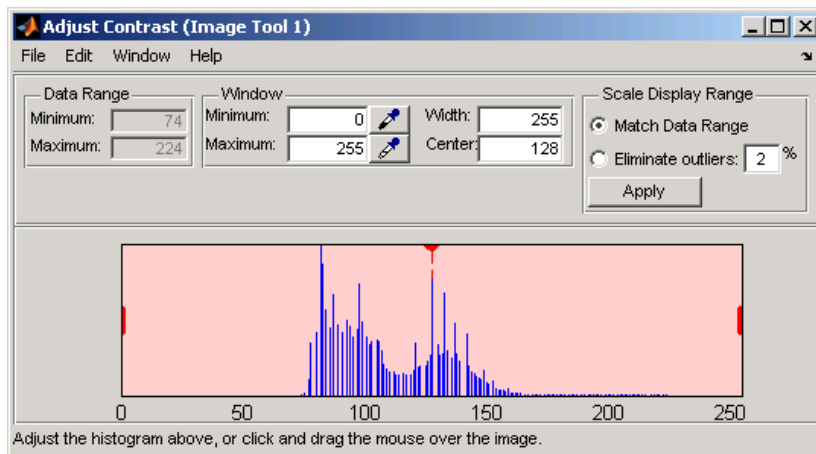 Adjust Contrast (Image Tool 1)
File Edit Window Help
Data Range
Minimum: 74
Maximum: 224
Window
Minimum: 0
Maximum: 255
Width: 255
Center: 128
Scale Display Range
Match Data Range
Eliminate outliers: 2 %
Apply
0 50 100 150 200 250
Adjust the histogram above, or click and drag the mouse over the image.